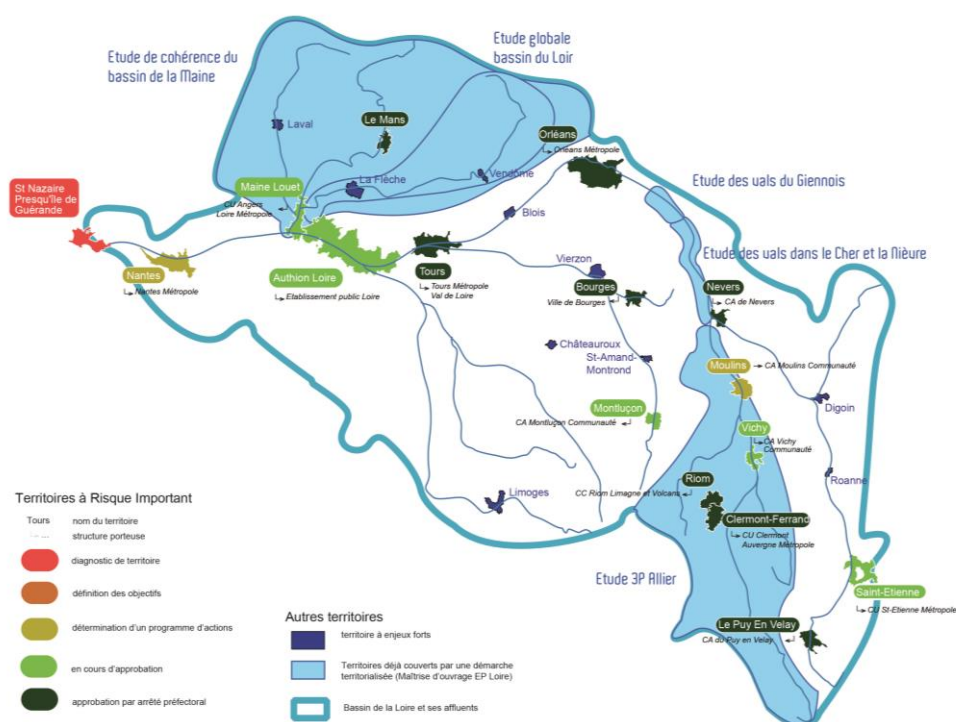 Etude de cohérence du
bassin de la Maine
Etude globale
bassin du Loir
Laval
Le Mans
Orléans
Orléans Métropole
St Nazaire
Presqu'île de
Guérande
Maine Louet
CU Angers
Loire Métropole
La Flèche
Vendôme
Blois
Etude des vals du Giennois
Nantes
Nantes Métropole
Authion Loire
Etablissement public Loire
Tours
Tours Métropole
Val de Loire
Vierzon
Bourges
Ville de Bourges
Etude des vals dans le Cher et la Nièvre
Nevers
CA de Nevers
Châteauroux
St-Amand-
Montrond
Moulins
CA Moulins Communauté
Montluçon
CA Montluçon Communauté
Digoin
Vichy
CA Vichy
Communauté
Limoges
Riom
CC Riom Limagne et Volcans
Roanne
Clermont-Ferrand
CU Clermont
Auvergne Métropole
Etude 3P Allier
Saint-Etienne
CU St-Etienne Métropole
Le Puy En Velay
CA du Puy en Velay
Territoires à Risque Important
Tours
nom du territoire
structure porteuse
diagnostic de territoire
définition des objectifs
détermination d'un programme d'actions
en cours d'approbation
approbation par arrêté préfectoral
Autres territoires
territoire à enjeux forts
Territoires déjà couverts par une démarche
territorialisée (Maîtrise d'ouvrage EP Loire)
Bassin de la Loire et ses affluents